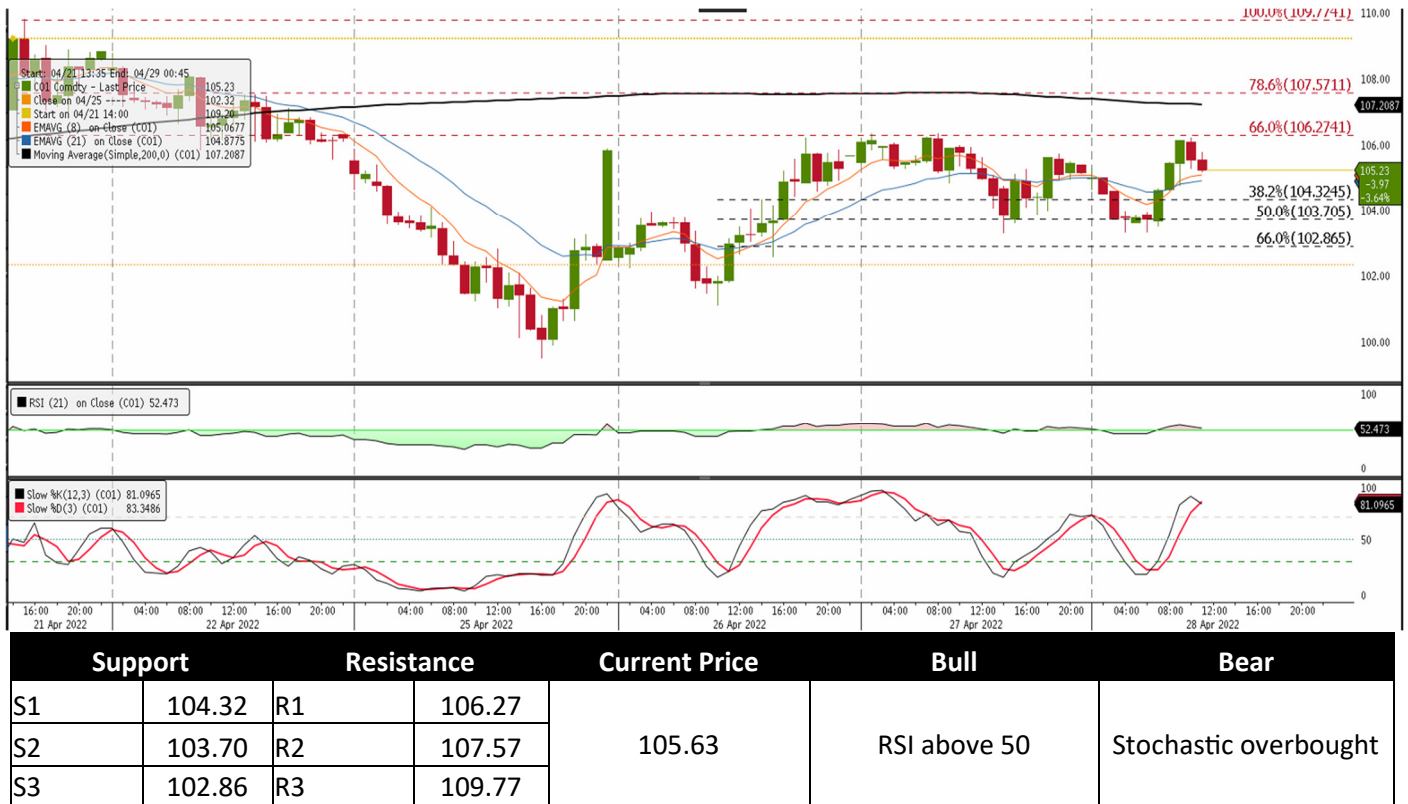 100.0%(109.7741)
110.00
Start: 04/21 13:35 End: 04/29 00:45
CO1 Comdty - Last Price 105.23
Close on 04/25 ---- 102.32
Start on 04/21 14:00 109.20
EMAVG (8) on Close (CO1) 105.0677
EMAVG (21) on Close (CO1) 104.8775
Moving Average(Simple,200,0) (CO1) 107.2087
78.6%(107.5711)
108.00
107.2087
66.0%(106.2741)
106.00
105.23
-3.97
-3.64%
38.2%(104.3245)
104.00
50.0%(103.705)
66.0%(102.865)
102.00
100.00
RSI (21) on Close (CO1) 52.473
100
52.473
0
Slow %K(12,3) (CO1) 81.0965
Slow %D(3) (CO1) 83.3486
100
81.0965
50
0
16:00 20:00 04:00 08:00 12:00 16:00 20:00 04:00 08:00 12:00 16:00 20:00 04:00 08:00 12:00 16:00 20:00 04:00 08:00 12:00 16:00 20:00 04:00 08:00 12:00 16:00 20:00
21 Apr 2022 22 Apr 2022 25 Apr 2022 26 Apr 2022 27 Apr 2022 28 Apr 2022
Support Resistance Current Price Bull Bear
S1 104.32 R1 106.27
S2 103.70 R2 107.57 105.63 RSI above 50 Stochastic overbought
S3 102.86 R3 109.77